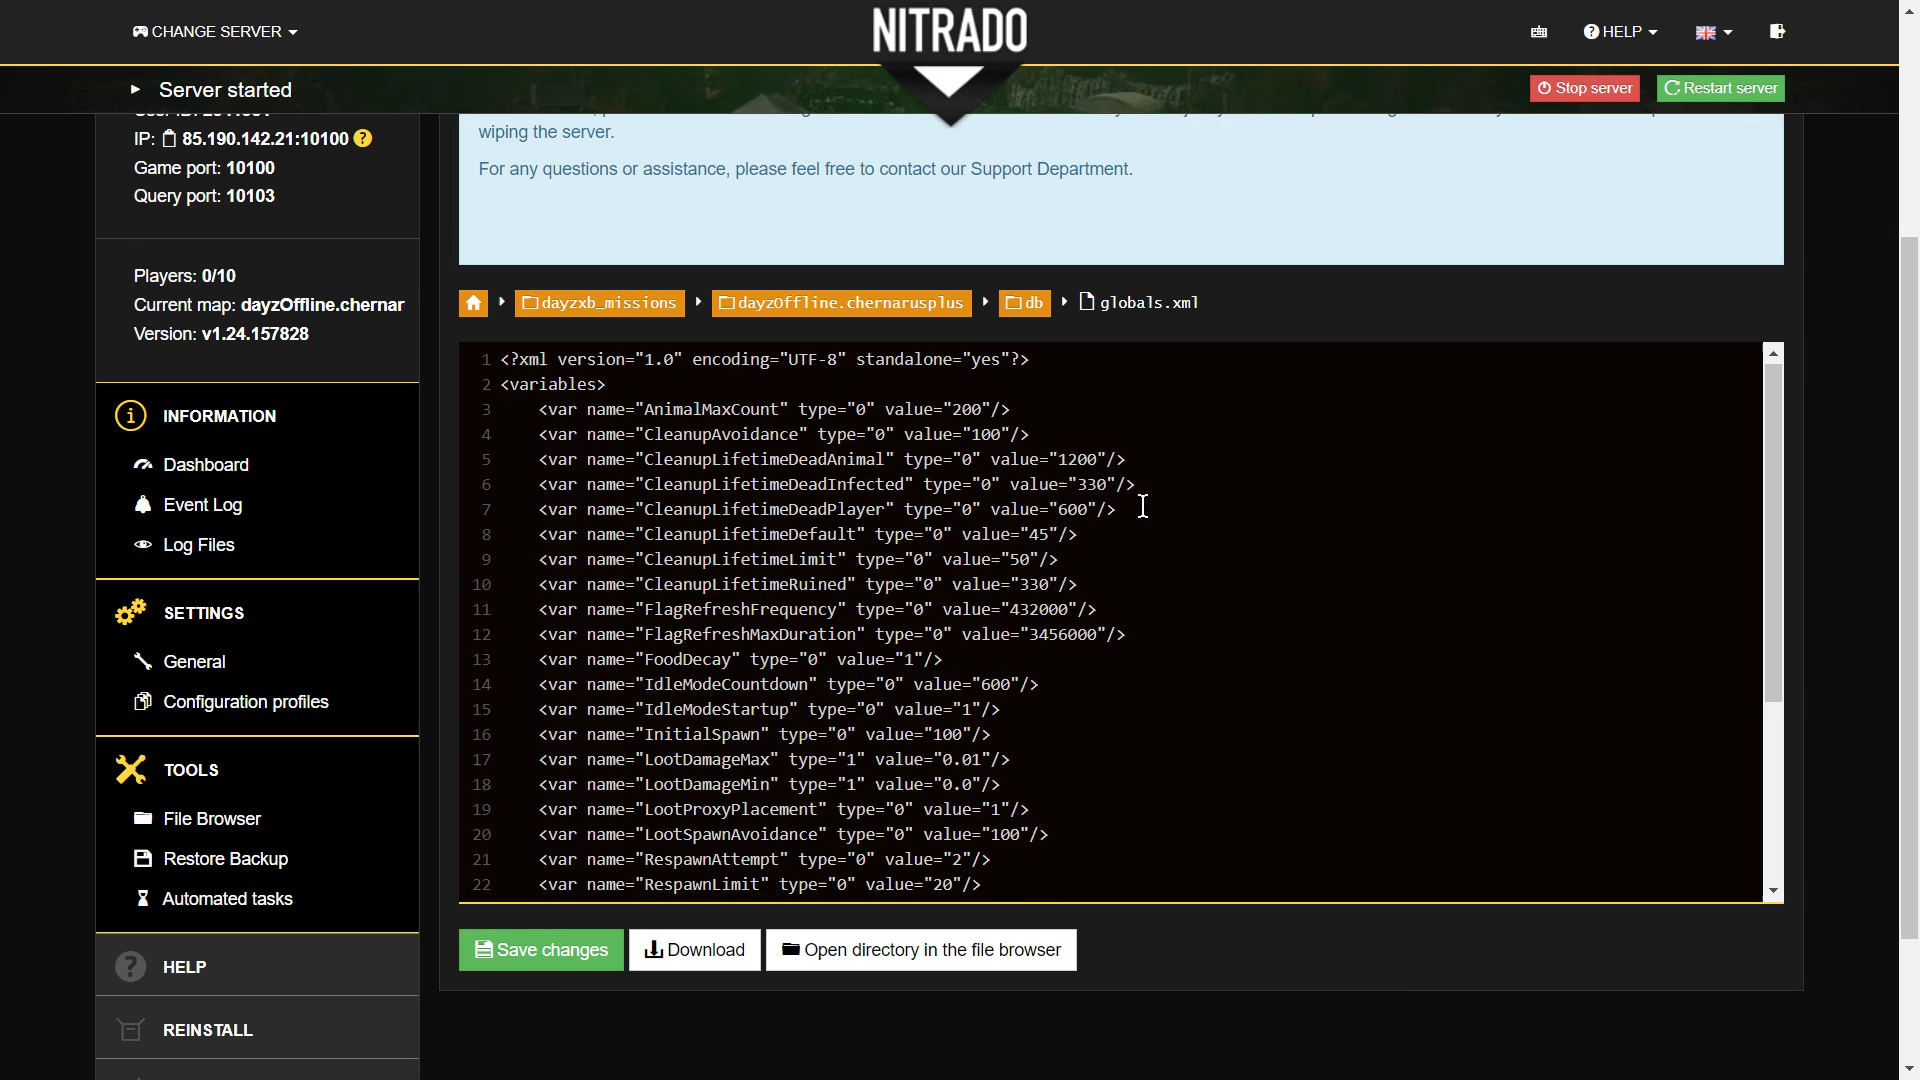 CHANGE SERVER
NITRADO
HELP
Server started
Stop server
Restart server
IP: 85.190.142.21:10100 ?
Game port: 10100
Query port: 10103
Players: 0/10
Current map: dayzOffline.chernar
Version: v1.24.157828
INFORMATION
Dashboard
Event Log
Log Files
SETTINGS
General
Configuration profiles
TOOLS
File Browser
Restore Backup
Automated tasks
HELP
REINSTALL
wiping the server.
For any questions or assistance, please feel free to contact our Support Department.
dayzxb_missions dayzOffline.chernarusplus db globals.xml
1 <?xml version="1.0" encoding="UTF-8" standalone="yes"?>
2 <variables>
3 <var name="AnimalMaxCount" type="0" value="200"/>
4 <var name="CleanupAvoidance" type="0" value="100"/>
5 <var name="CleanupLifetimeDeadAnimal" type="0" value="1200"/>
6 <var name="CleanupLifetimeDeadInfected" type="0" value="330"/>
7 <var name="CleanupLifetimeDeadPlayer" type="0" value="600"/>
8 <var name="CleanupLifetimeDefault" type="0" value="45"/>
9 <var name="CleanupLifetimeLimit" type="0" value="50"/>
10 <var name="CleanupLifetimeRuined" type="0" value="330"/>
11 <var name="FlagRefreshFrequency" type="0" value="432000"/>
12 <var name="FlagRefreshMaxDuration" type="0" value="3456000"/>
13 <var name="FoodDecay" type="0" value="1"/>
14 <var name="IdleModeCountdown" type="0" value="600"/>
15 <var name="IdleModeStartup" type="0" value="1"/>
16 <var name="InitialSpawn" type="0" value="100"/>
17 <var name="LootDamageMax" type="1" value="0.01"/>
18 <var name="LootDamageMin" type="1" value="0.0"/>
19 <var name="LootProxyPlacement" type="0" value="1"/>
20 <var name="LootSpawnAvoidance" type="0" value="100"/>
21 <var name="RespawnAttempt" type="0" value="2"/>
22 <var name="RespawnLimit" type="0" value="20"/>
Save changes
Download
Open directory in the file browser